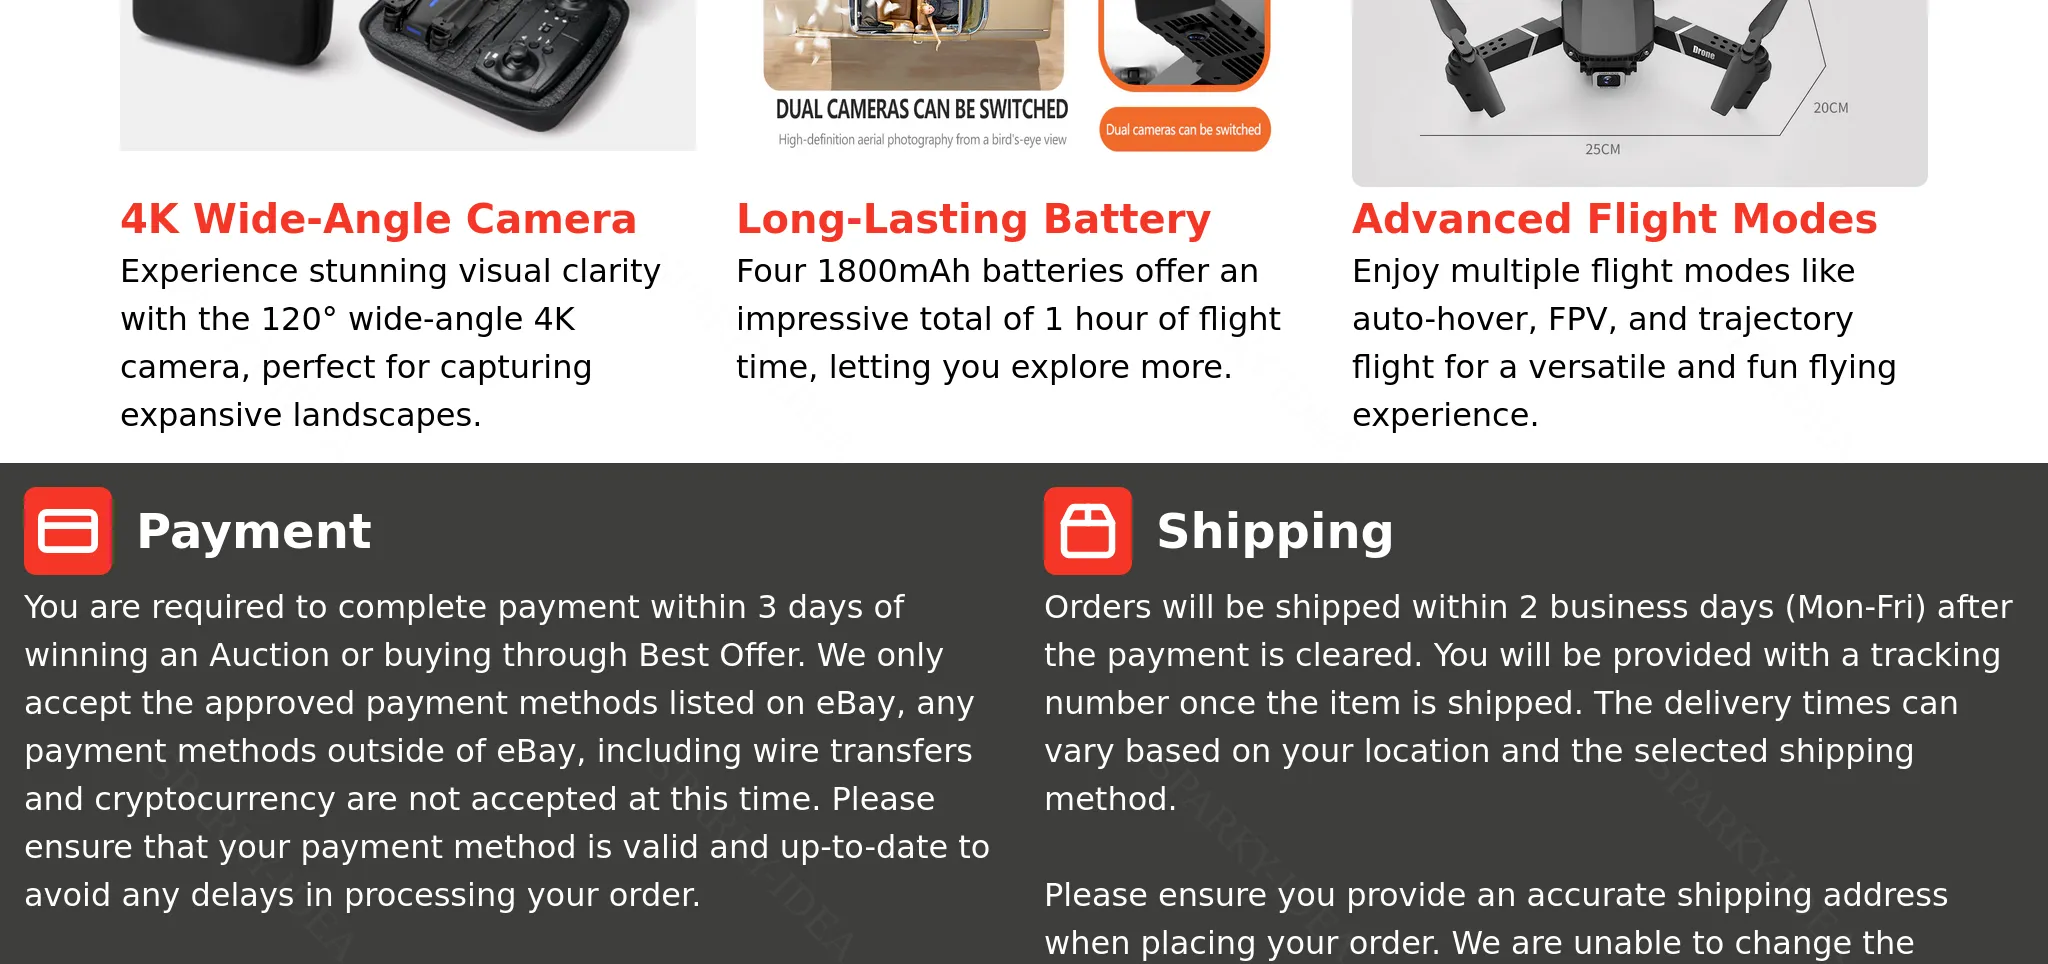 DUAL CAMERAS CAN BE SWITCHED
High-definition aerial photography from a bird's-eye view
Dual cameras can be switched
Drone
20CM
25CM
4K Wide-Angle Camera
Experience stunning visual clarity
with the 120° wide-angle 4K
camera, perfect for capturing
expansive landscapes.
Long-Lasting Battery
Four 1800mAh batteries offer an
impressive total of 1 hour of flight
time, letting you explore more.
Advanced Flight Modes
Enjoy multiple flight modes like
auto-hover, FPV, and trajectory
flight for a versatile and fun flying
experience.
Payment
You are required to complete payment within 3 days of
winning an Auction or buying through Best Offer. We only
accept the approved payment methods listed on eBay, any
payment methods outside of eBay, including wire transfers
and cryptocurrency are not accepted at this time. Please
ensure that your payment method is valid and up-to-date to
avoid any delays in processing your order.
Shipping
Orders will be shipped within 2 business days (Mon-Fri) after
the payment is cleared. You will be provided with a tracking
number once the item is shipped. The delivery times can
vary based on your location and the selected shipping
method.
Please ensure you provide an accurate shipping address
when placing your order. We are unable to change the
SPARKY-IDEA
SPARKY-IDEA
SPARKY-IDEA
SPARKY-IDEA